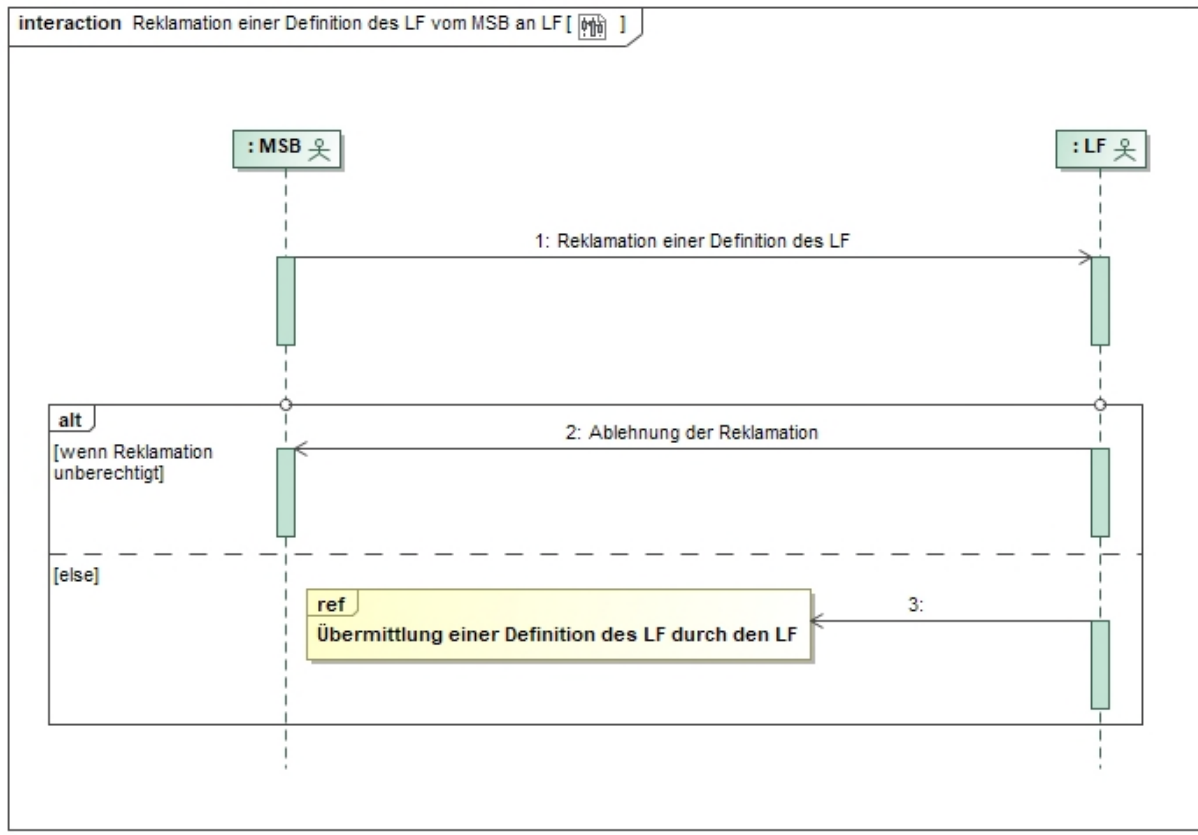 interaction Reklamation einer Definition des LF vom MSB an LF [ ]
: MSB
: LF
1: Reklamation einer Definition des LF
alt
[wenn Reklamation
unberechtigt]
2: Ablehnung der Reklamation
[else]
ref
Übermittlung einer Definition des LF durch den LF
3: